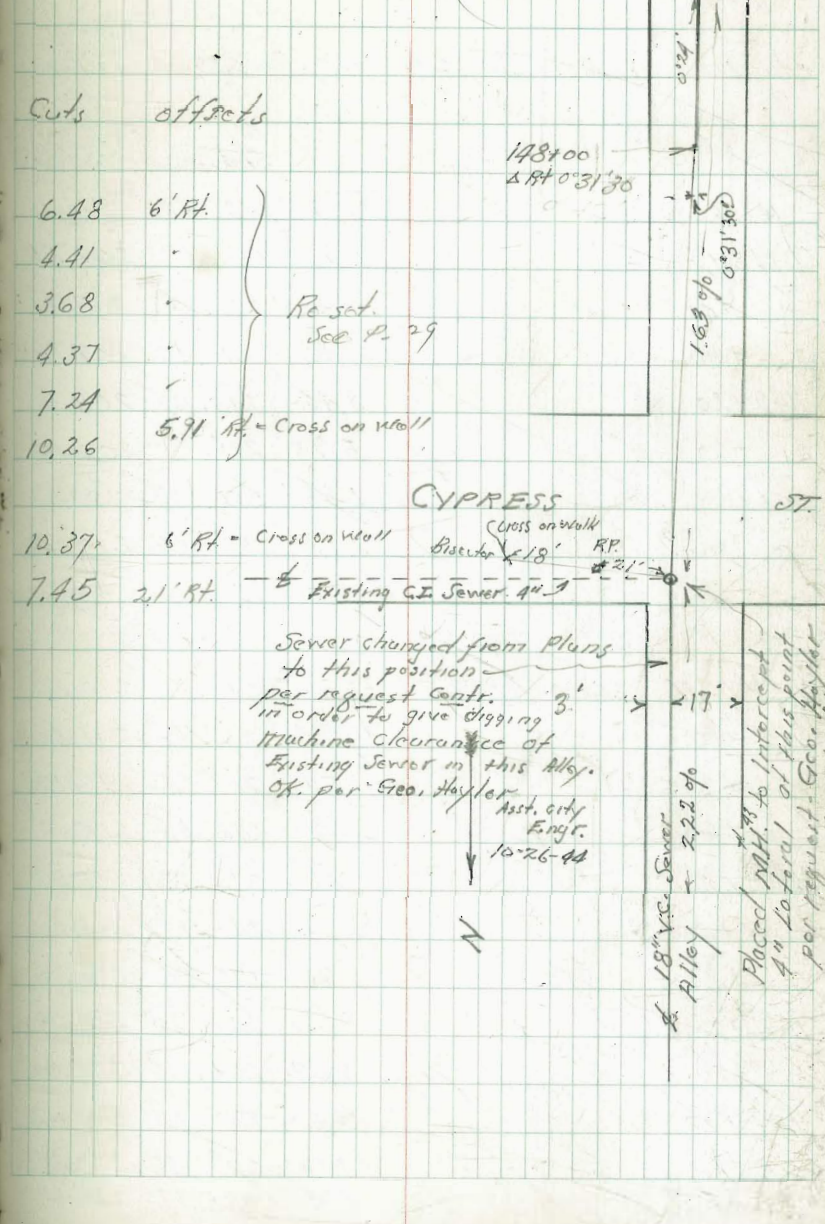 Cuts offsets
6.48 6' Rt.
4.41 "
3.68 "
4.37 "
7.24 "
10.26 5.91' Rt. = Cross on wall
Re set.
See P. 29
10.37 6' Rt = Cross on wall
7.45 21' Rt.
148+00
Δ Rt 0°31'30
0°31'30"
1.63 %
CYPRESS ST.
Cross on walk
Bisector 18' R.P.
21'
Existing C.I. Sewer 4"
Sewer changed from Plans
to this position
per request Contr.
in order to give digging
machine clearance of
Existing Sewer in this Alley.
OK. per Geo. Hayler
Asst. City
Engr.
10-26-44
3'
17'
N
℄ 18" V.C. Sewer
Alley 2.22 %
Placed M.H. to Intercept
4" Lateral at this point
per request Geo. Hayler